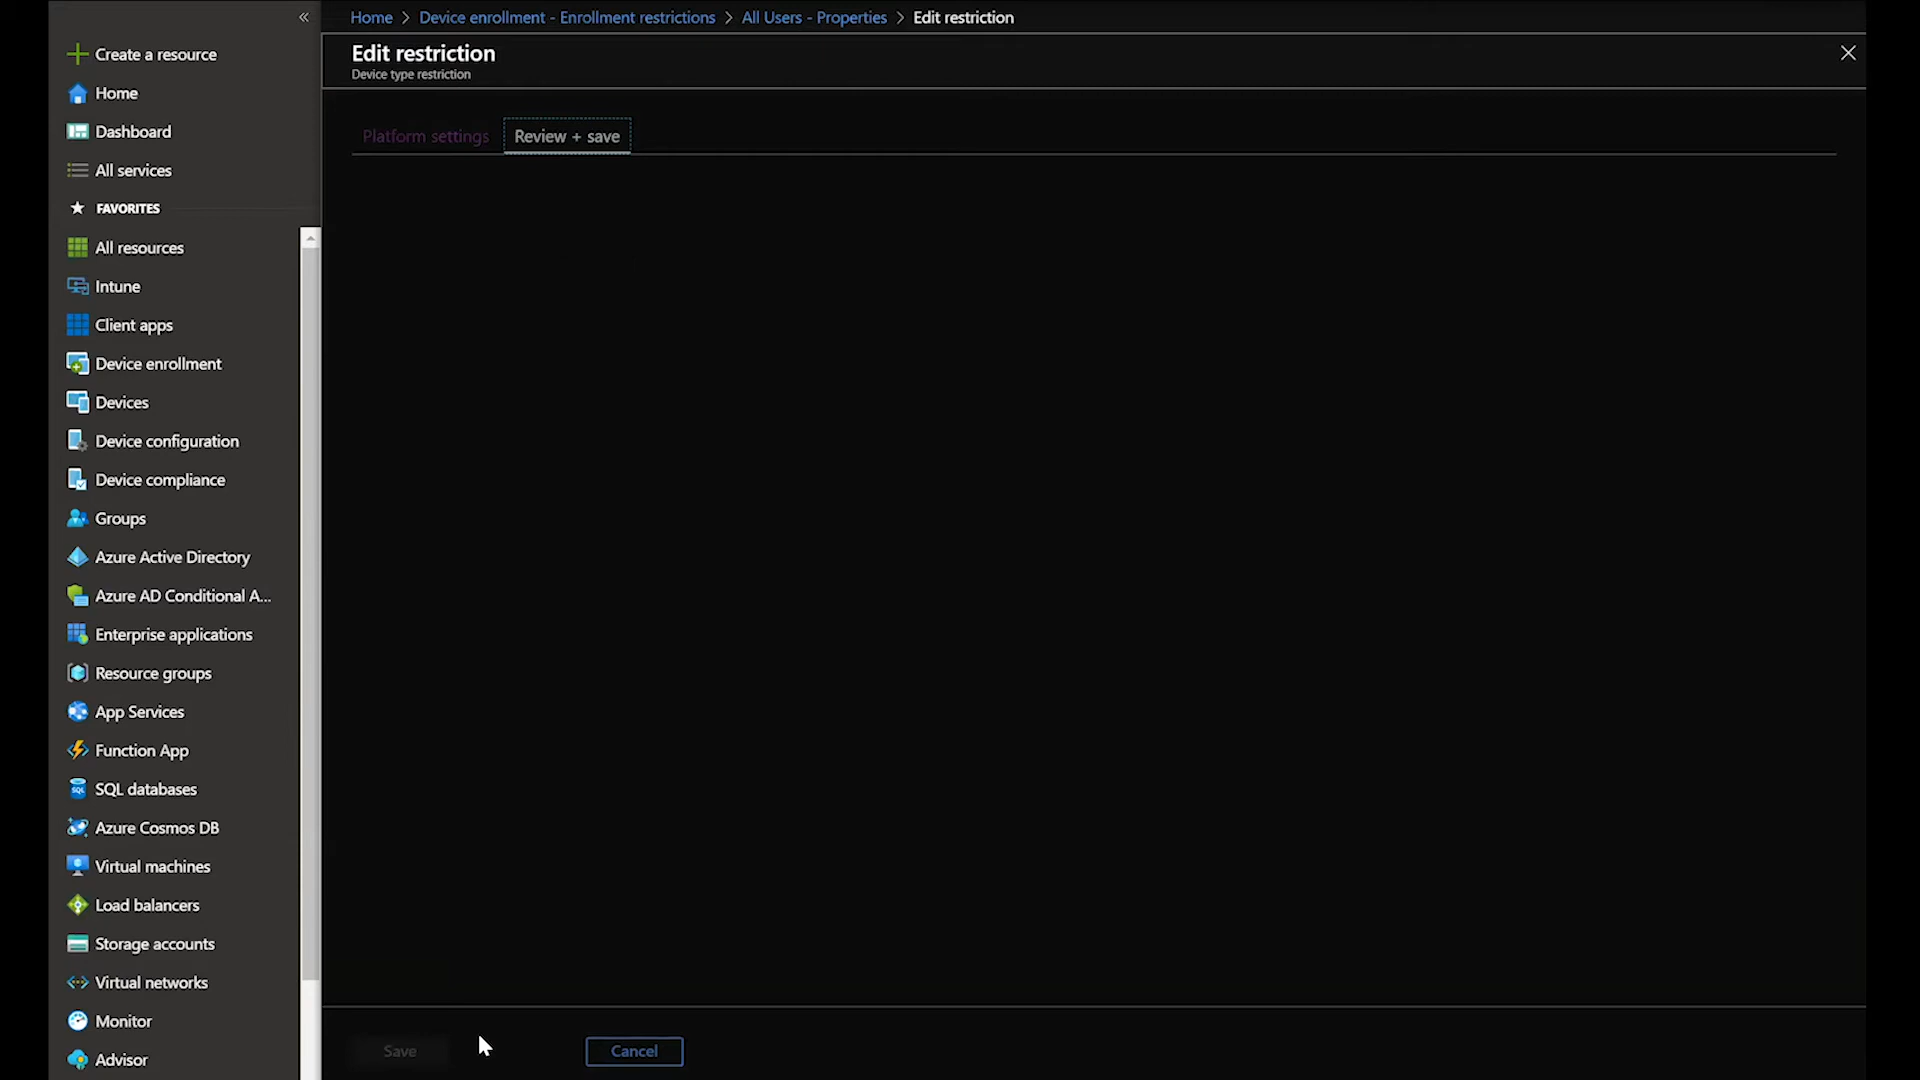 «
Home > Device enrollment - Enrollment restrictions > All Users - Properties > Edit restriction
Create a resource
Home
Dashboard
All services
FAVORITES
All resources
Intune
Client apps
Device enrollment
Devices
Device configuration
Device compliance
Groups
Azure Active Directory
Azure AD Conditional A...
Enterprise applications
Resource groups
App Services
Function App
SQL databases
Azure Cosmos DB
Virtual machines
Load balancers
Storage accounts
Virtual networks
Monitor
Advisor
Edit restriction
Device type restriction
Platform settings Review + save
Save Cancel